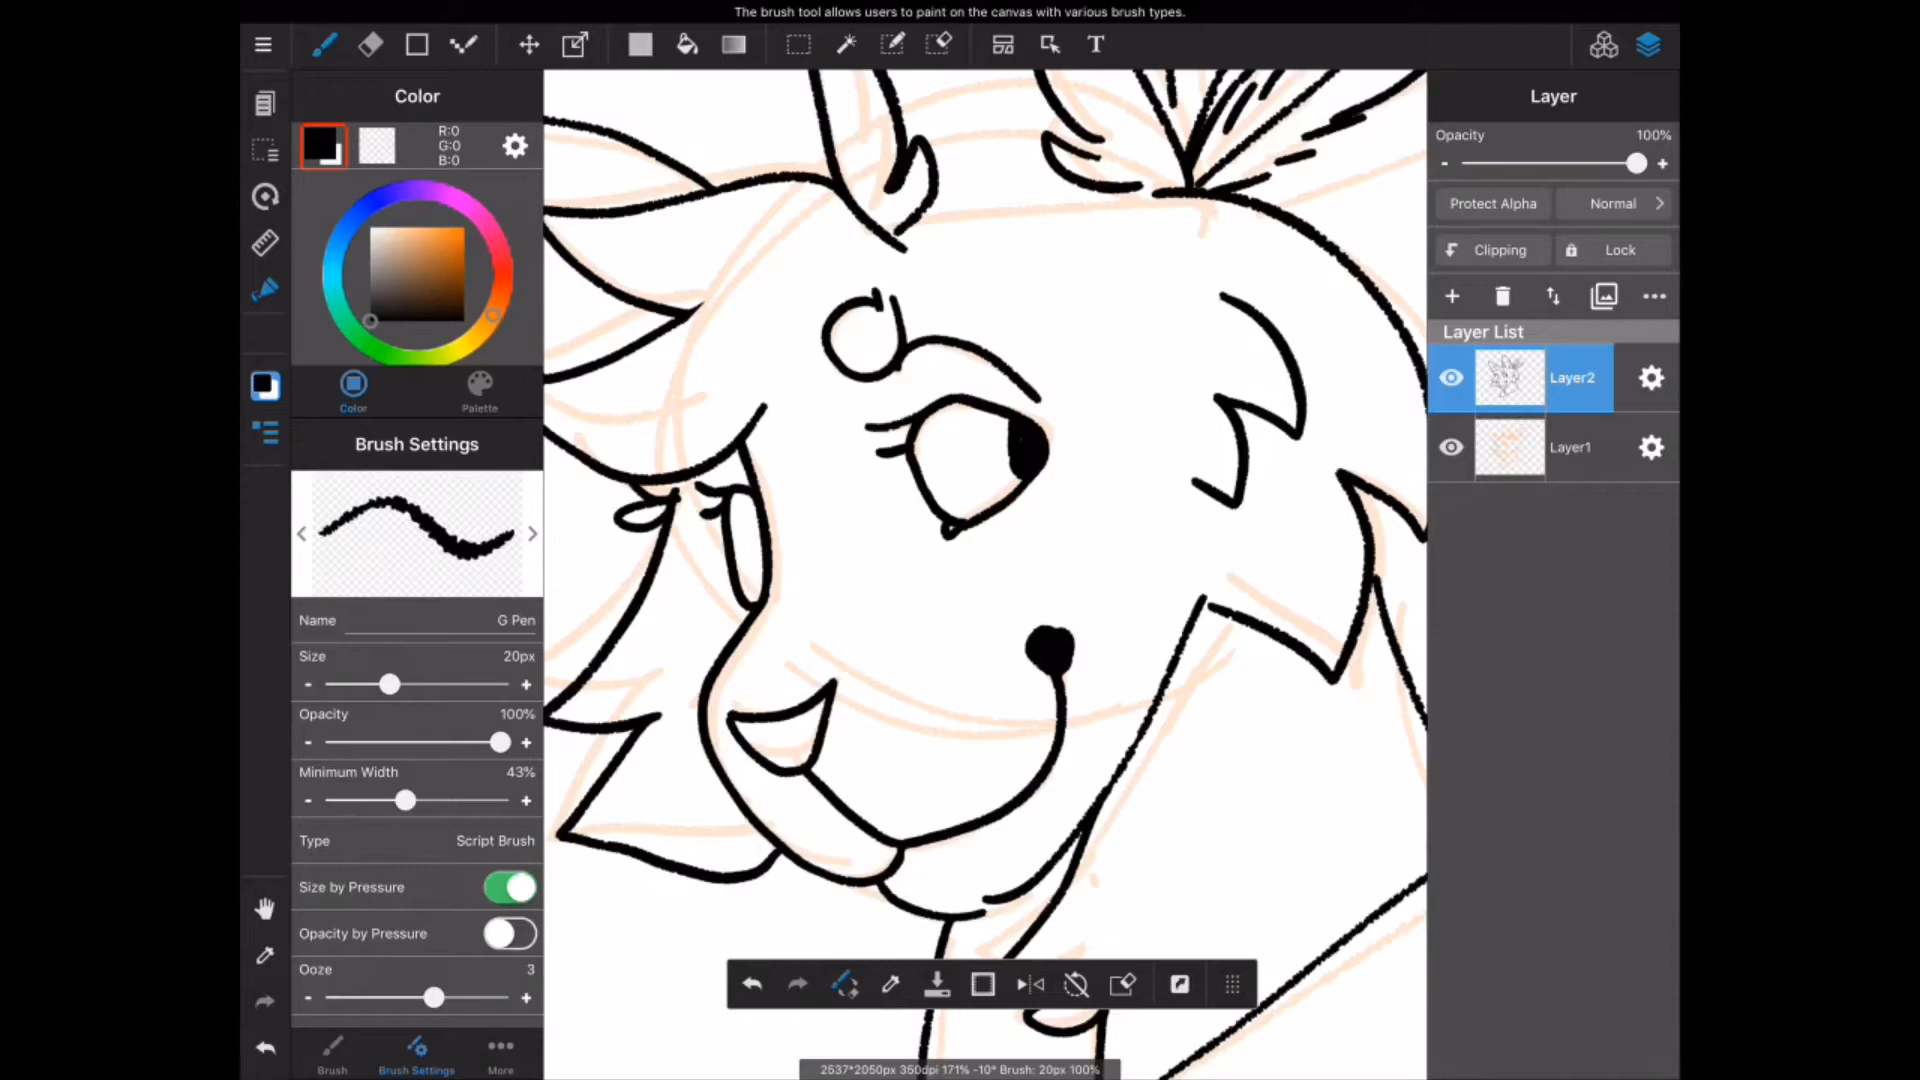 The brush tool allows users to paint on the canvas with various brush types.
T
Color
R:0
G:0
B:0
Color
Palette
Brush Settings
Name
G Pen
Size
20px
-
+
Opacity
100%
-
+
Minimum Width
43%
-
+
Type
Script Brush
Size by Pressure
Opacity by Pressure
Ooze
3
-
+
Brush
Brush Settings
More
2537*2050px 350dpi 171% -10° Brush: 20px 100%
Layer
Opacity
100%
-
+
Protect Alpha
Normal
Clipping
Lock
Layer List
Layer2
Layer1